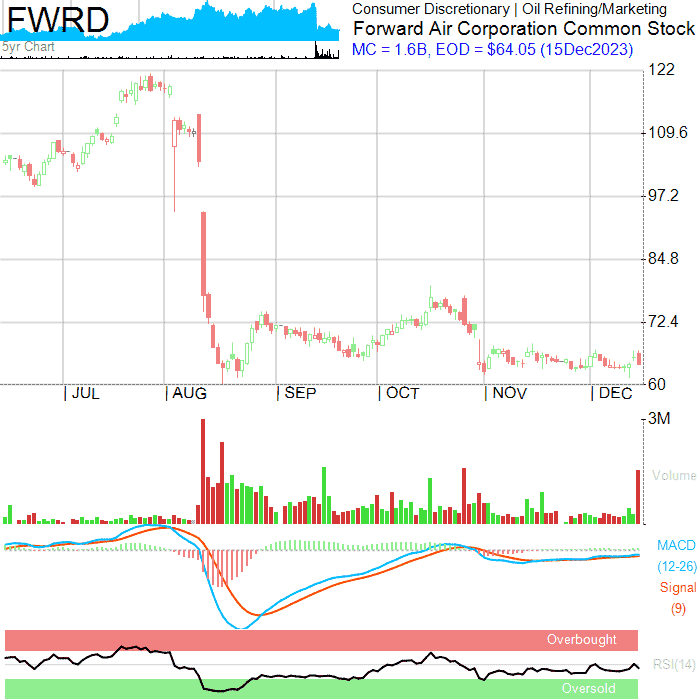 FWRD
5yr Chart
Consumer Discretionary | Oil Refining/Marketing
Forward Air Corporation Common Stock
MC = 1.6B, EOD = $64.05 (15Dec2023)
122
109.6
97.2
84.8
72.4
60
| JUL | AUG | SEP | OCT | NOV | DEC
3M
Volume
MACD
(12-26)
Signal
(9)
Overbought
RSI(14)
Oversold